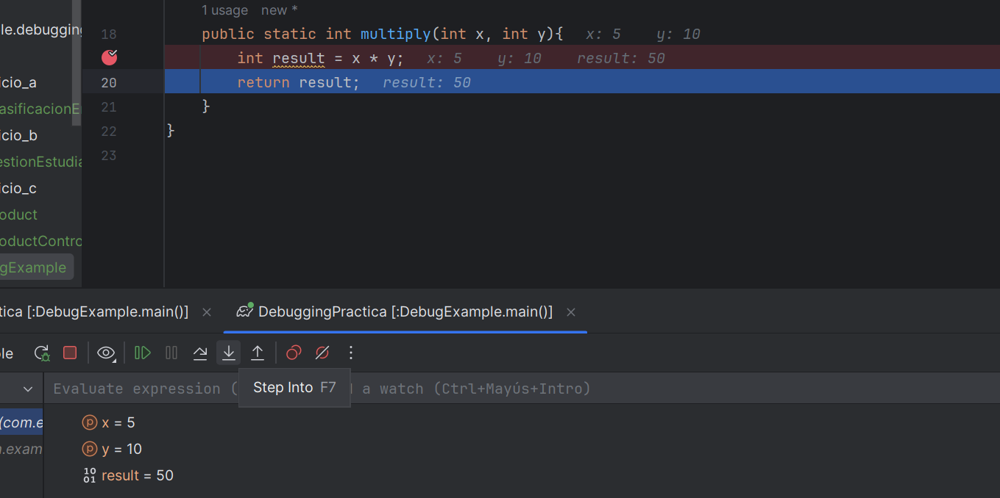 1 usage   new *
le.debugging
18 public static int multiply(int x, int y){  x: 5    y: 10
icio_a
int result = x * y;  x: 5    y: 10    result: 50
20 return result;  result: 50
asificacionE
21 }
icio_b
22 }
estionEstudia
23
icio_c
oduct
oductContro
gExample
tica [:DebugExample.main()] ×
DebuggingPractica [:DebugExample.main()] ×
le
Evaluate expression (
Step Into F7
a watch (Ctrl+Mayús+Intro)
(com.e
p x = 5
.exam
p y = 10
10
01 result = 50